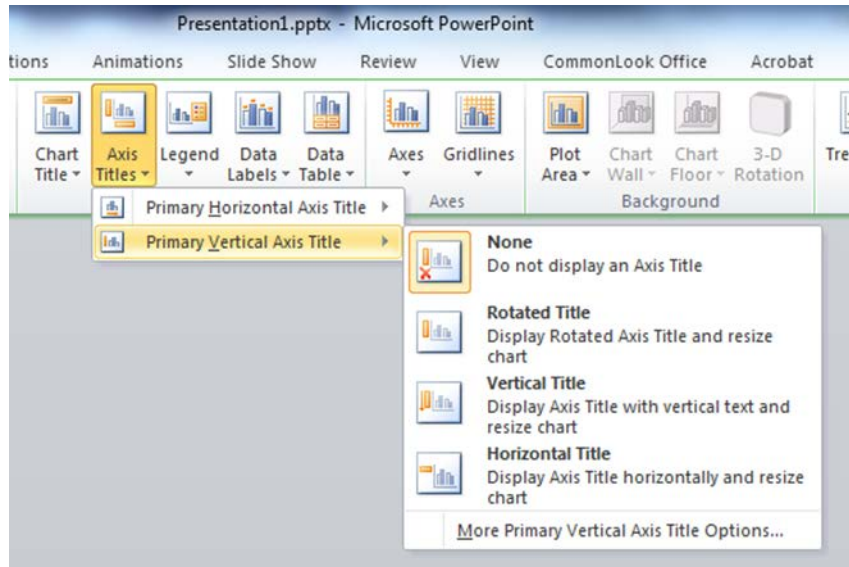 Presentation1.pptx - Microsoft PowerPoint
tions Animations Slide Show Review View CommonLook Office Acrobat
Chart Axis Legend Data Data Axes Gridlines Plot Chart Chart 3-D Tre
Title Titles Labels Table Area Wall Floor Rotation
Axes Background
Primary Horizontal Axis Title
Primary Vertical Axis Title
None
Do not display an Axis Title
Rotated Title
Display Rotated Axis Title and resize
chart
Vertical Title
Display Axis Title with vertical text and
resize chart
Horizontal Title
Display Axis Title horizontally and resize
chart
More Primary Vertical Axis Title Options...